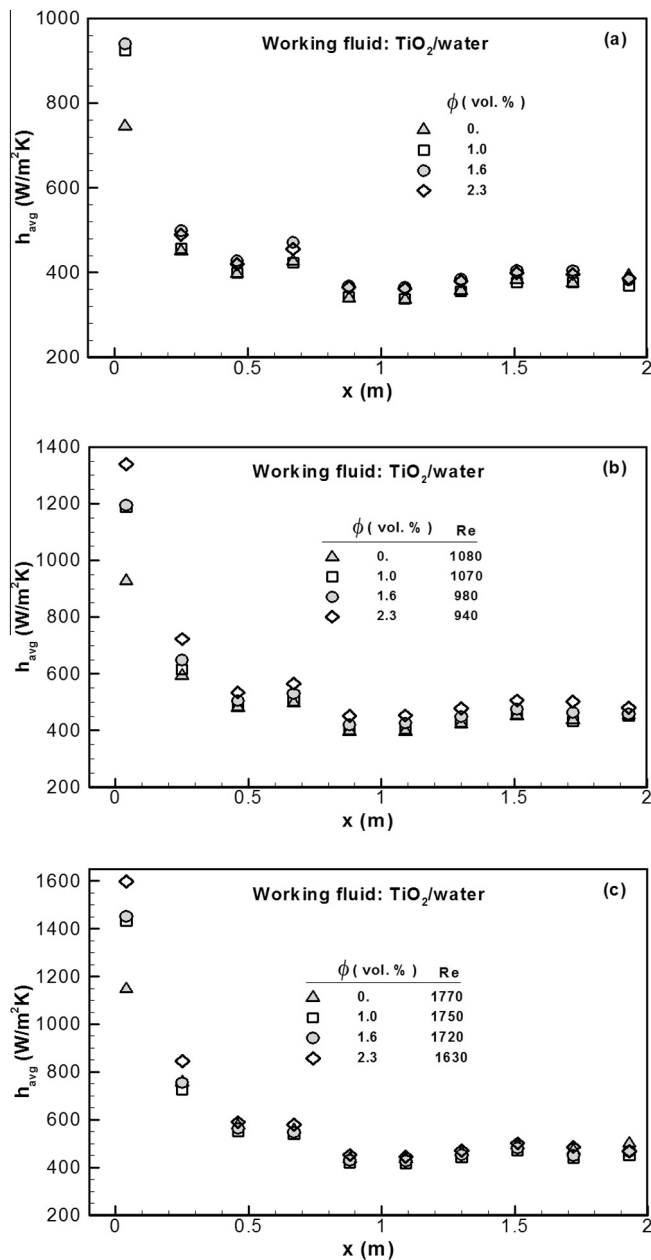 (a)
Working fluid: TiO₂/water
ϕ ( vol. % )
0.
1.0
1.6
2.3
h_avg (W/m²K)
1000
800
600
400
200
0 0.5 1 1.5 2
x (m)
(b)
Working fluid: TiO₂/water
ϕ ( vol. % ) Re
0. 1080
1.0 1070
1.6 980
2.3 940
h_avg (W/m²K)
1400
1200
1000
800
600
400
200
0 0.5 1 1.5 2
x (m)
(c)
Working fluid: TiO₂/water
ϕ ( vol. % ) Re
0. 1770
1.0 1750
1.6 1720
2.3 1630
h_avg (W/m²K)
1600
1400
1200
1000
800
600
400
200
0 0.5 1 1.5 2
x (m)